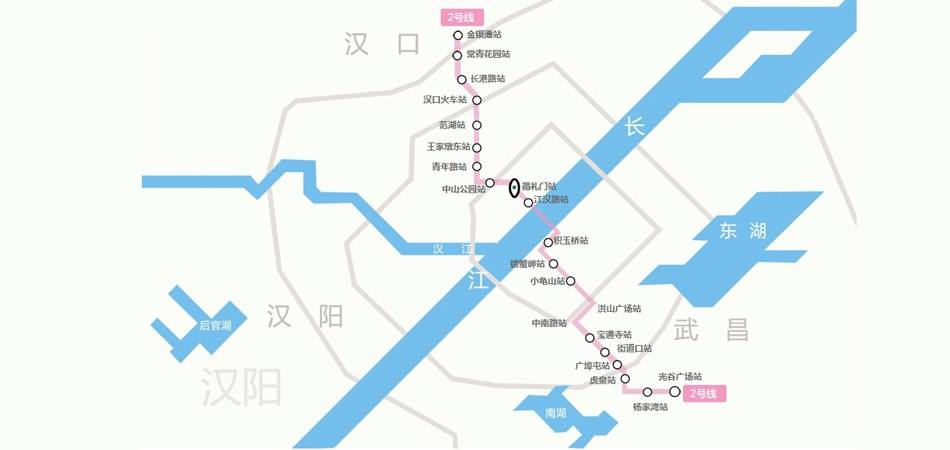 2号线
金银潭站
常青花园站
长港路站
汉口火车站
范湖站
王家墩东站
青年路站
中山公园站
循礼门站
江汉路站
积玉桥站
螃蟹岬站
小龟山站
洪山广场站
中南路站
宝通寺站
街道口站
广埠屯站
虎泉站
光谷广场站
杨家湾站
2号线
汉 口
长
江
汉 江
东 湖
后官湖
汉 阳
汉阳
武 昌
南湖